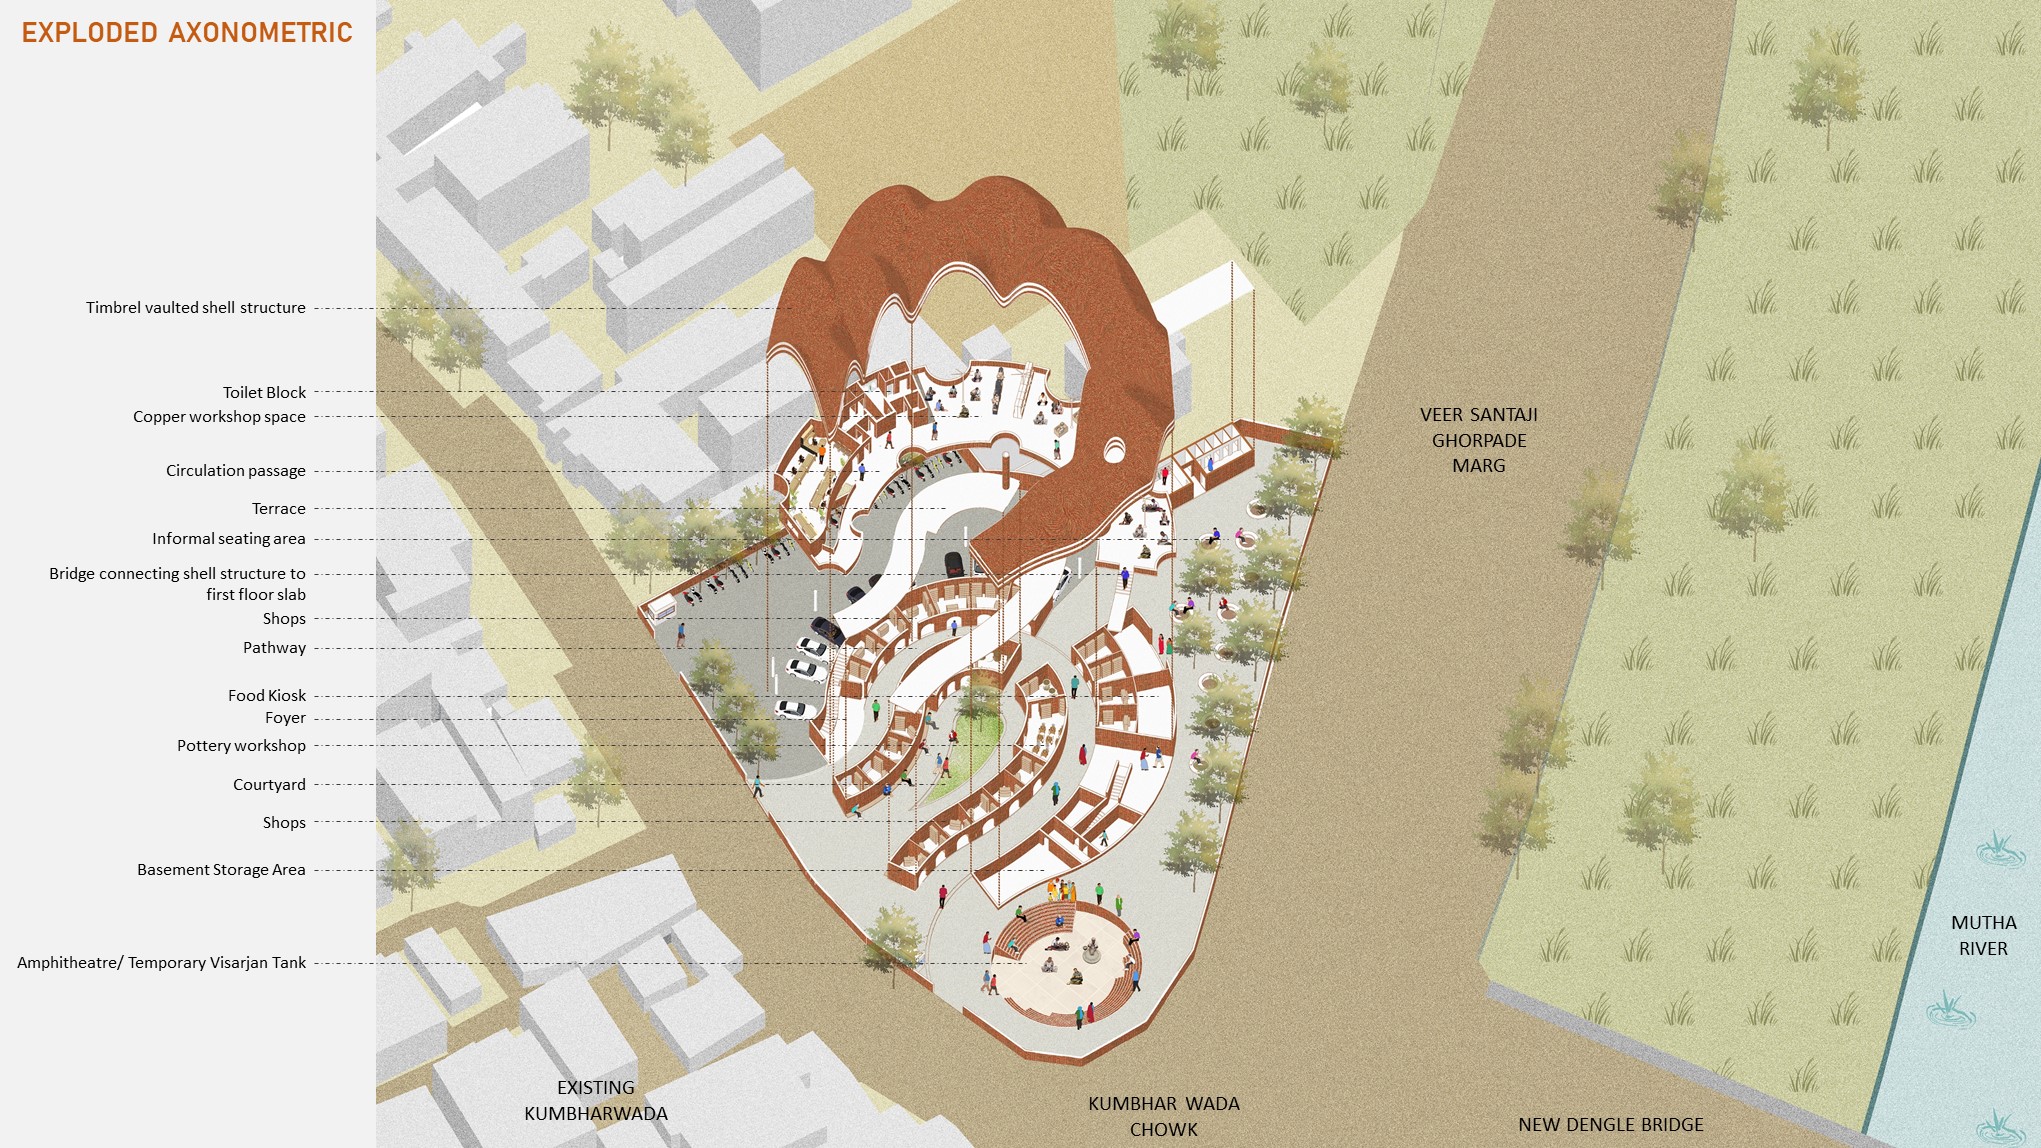 EXPLODED AXONOMETRIC
Timbrel vaulted shell structure
Toilet Block
Copper workshop space
Circulation passage
Terrace
Informal seating area
Bridge connecting shell structure to
first floor slab
Shops
Pathway
Food Kiosk
Foyer
Pottery workshop
Courtyard
Shops
Basement Storage Area
Amphitheatre/ Temporary Visarjan Tank
VEER SANTAJI
GHORPADE
MARG
MUTHA
RIVER
EXISTING
KUMBHARWADA
KUMBHAR WADA
CHOWK
NEW DENGLE BRIDGE